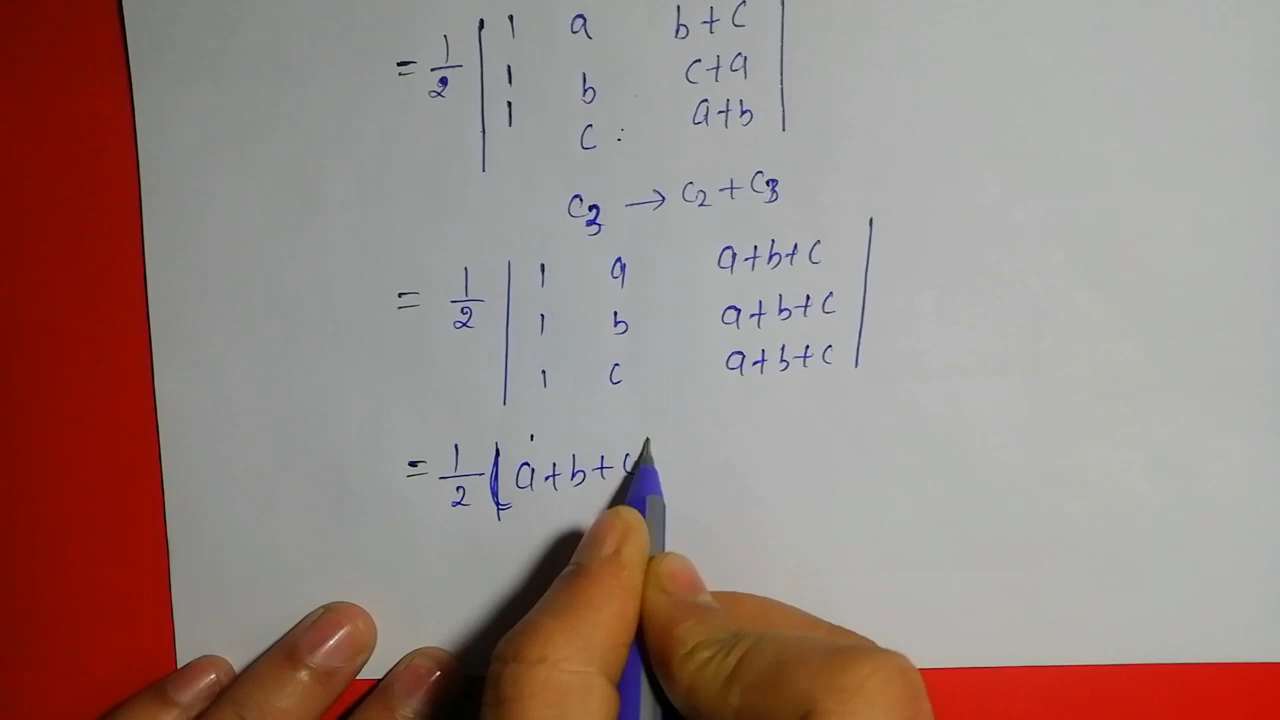 1 a b+c
= 1/2 1 b c+a
1 c : a+b
c3 → c2 + c3
1 a a+b+c
= 1/2 1 b a+b+c
1 c a+b+c
= 1/2 ( a+b+c